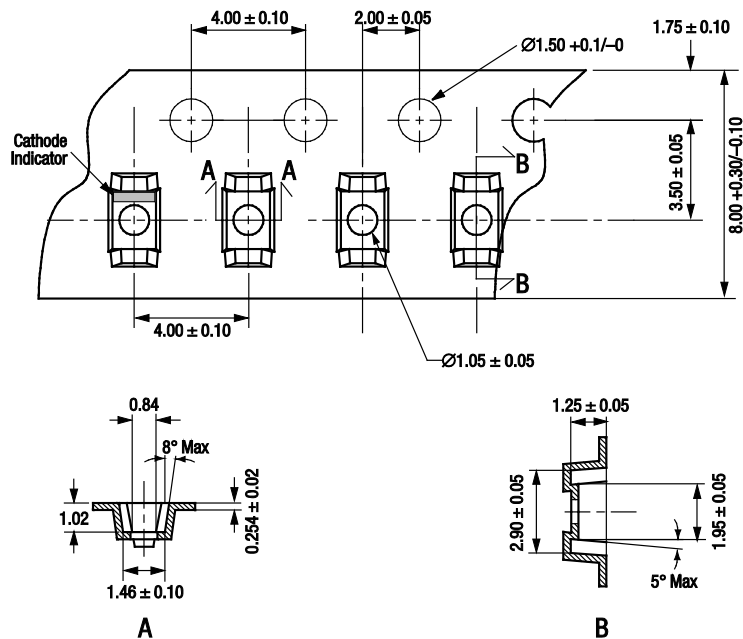 4.00 ± 0.10
2.00 ± 0.05
Ø1.50 +0.1/–0
1.75 ± 0.10
Cathode
Indicator
A
A
B
3.50 ± 0.05
8.00 +0.30/–0.10
B
4.00 ± 0.10
Ø1.05 ± 0.05
0.84
8° Max
1.02
0.254 ± 0.02
1.46 ± 0.10
A
1.25 ± 0.05
2.90 ± 0.05
1.95 ± 0.05
5° Max
B